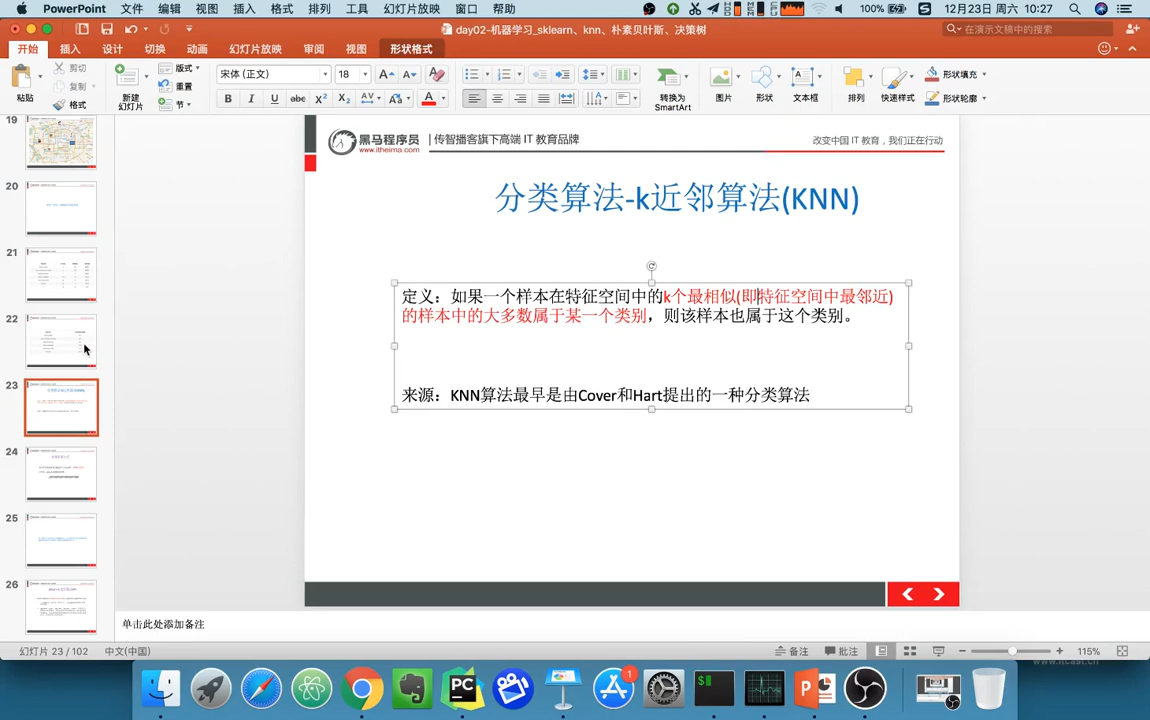 PowerPoint 文件 编辑 视图 插入 格式 排列 工具 幻灯片放映 窗口 帮助 100% 12月23日 周六 10:27
day02-机器学习_sklearn、knn、朴素贝叶斯、决策树 在演示文稿中的搜索
开始 插入 设计 切换 动画 幻灯片放映 审阅 视图 形状格式
粘贴 剪切 复制 格式 新建幻灯片 版式 重置 节 宋体 (正文) 18 转换为 SmartArt 图片 形状 文本框 排列 快速样式 形状填充 形状轮廓
B I U abc X² X₂ AV Aa A
黑马程序员 | 传智播客旗下高端 IT 教育品牌 改变中国 IT 教育，我们正在行动
www.itheima.com
分类算法-k近邻算法(KNN)
定义：如果一个样本在特征空间中的k个最相似(即特征空间中最邻近)
的样本中的大多数属于某一个类别，则该样本也属于这个类别。
来源：KNN算法最早是由Cover和Hart提出的一种分类算法
19
20
21
22
23
24
25
26
单击此处添加备注
幻灯片 23 / 102 中文(中国) 备注 批注 115%
www.itcast.cn
PC
1
$
P